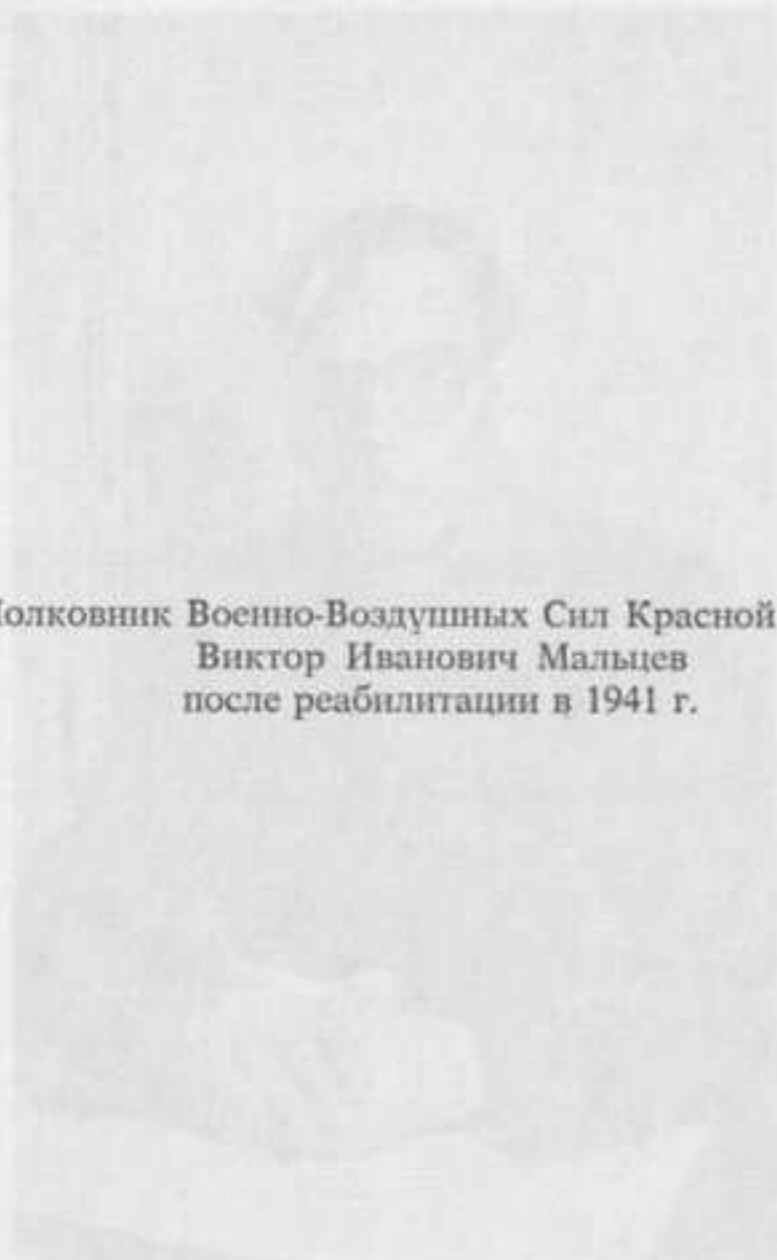 олковник Военно-Воздушных Сил Красной
Виктор Иванович Мальцев
после реабилитации в 1941 г.